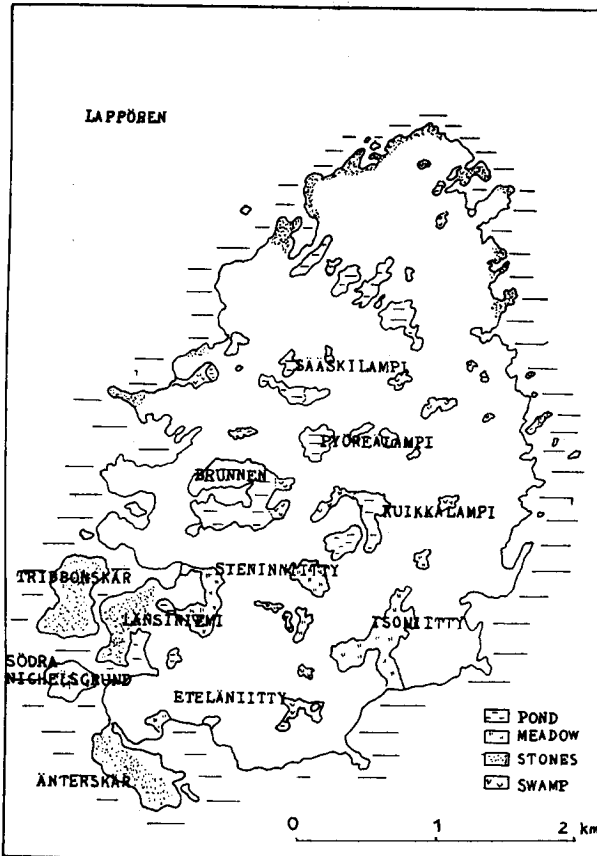 LAPPÖREN
SÄÄSKILAMPI
PYÖREÄLAMPI
BRUNNEN
KUIKKALAMPI
STENINNIITTY
TRIBBONSKÄR
LÄNSINIEMI
ISONIITTY
SÖDRA
NICHELSGRUND
ETELÄNIITTY
POND
MEADOW
STONES
SWAMP
ÄNTERSKÄR
0 1 2 km